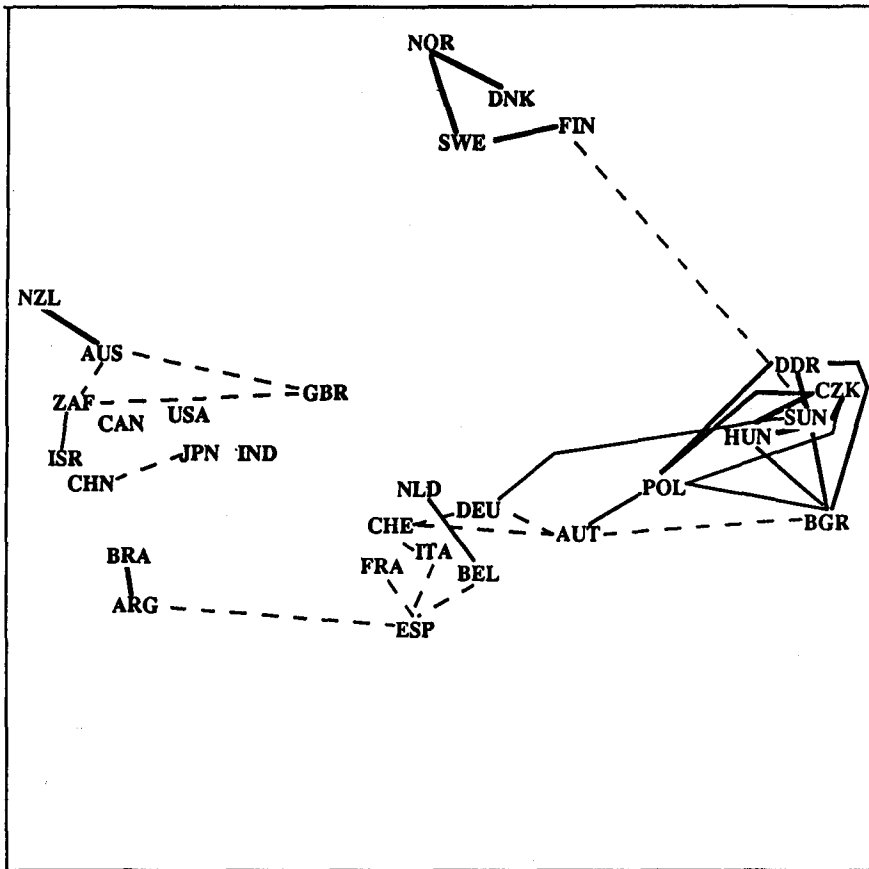 NOR
DNK
SWE FIN
NZL
AUS
DDR
CZK
ZAF
GBR
CAN USA
SUN
HUN
ISR
JPN IND
CHN
NLD
POL
DEU
CHE
AUT
BGR
BRA
ITA
FRA
BEL
ARG
ESP